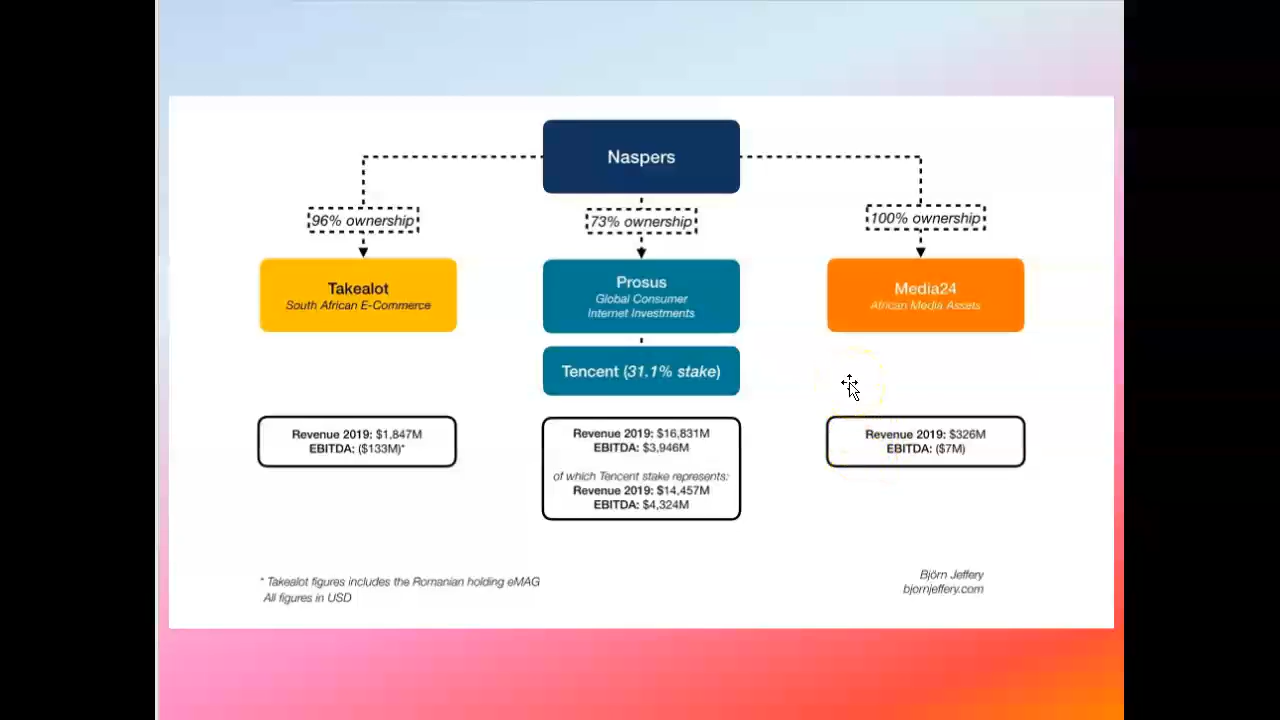 Naspers
96% ownership
73% ownership
100% ownership
Takealot
South African E-Commerce
Prosus
Global Consumer
Internet Investments
Media24
African Media Assets
Tencent (31.1% stake)
Revenue 2019: $1,847M
EBITDA: ($133M)*
Revenue 2019: $16,831M
EBITDA: $3,946M
of which Tencent stake represents:
Revenue 2019: $14,457M
EBITDA: $4,324M
Revenue 2019: $326M
EBITDA: ($7M)
* Takealot figures includes the Romanian holding eMAG
All figures in USD
Björn Jeffery
bjornjeffery.com